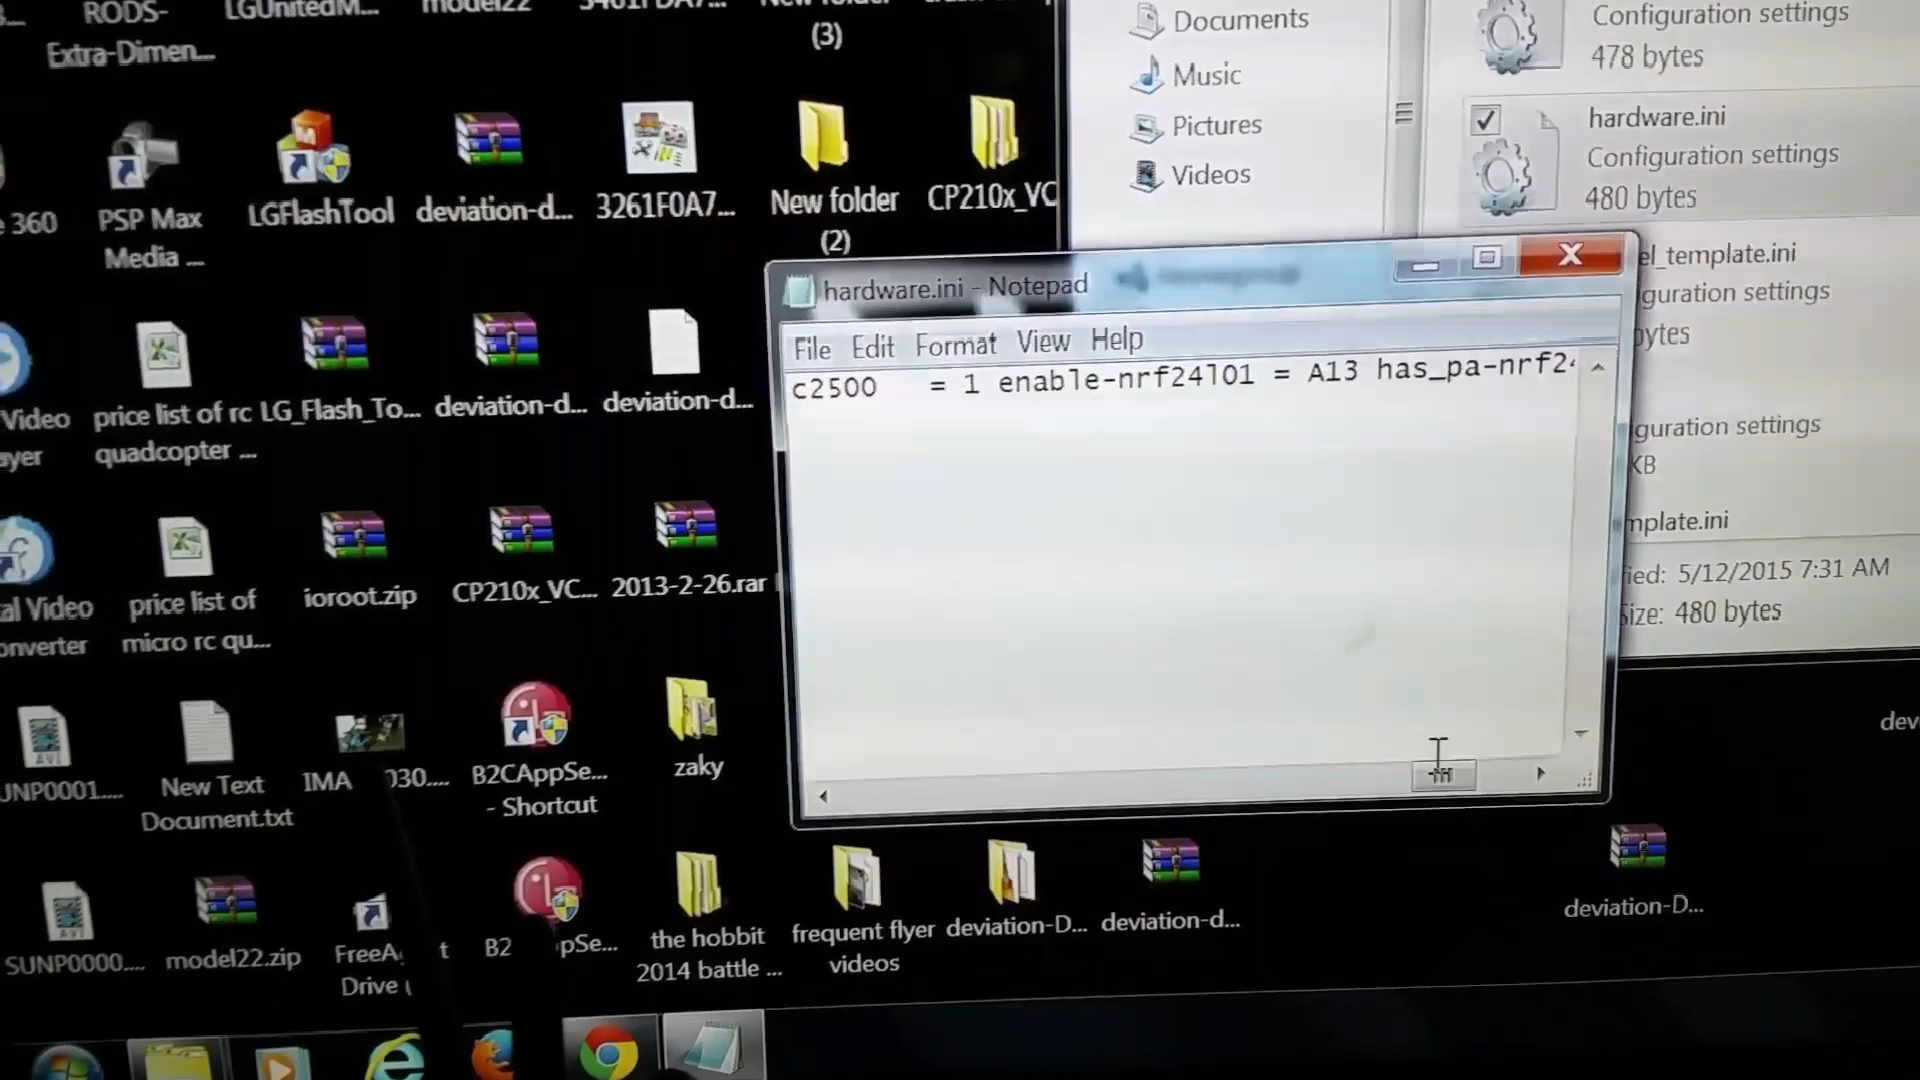 RODS-
Extra-Dimen...
LGUnitedM...
model22
(3)
PSP Max
Media ...
LGFlashTool
deviation-d...
3261F0A7...
New folder
(2)
CP210x_VC
360
Video
price list of rc
quadcopter ...
LG_Flash_To...
deviation-d...
deviation-d...
al Video
onverter
price list of
micro rc qu...
ioroot.zip
CP210x_VC...
2013-2-26.rar
UNP0001....
New Text
Document.txt
IMA
030....
B2CAppSe...
- Shortcut
zaky
SUNP0000....
model22.zip
FreeA
t
Drive (
B2
pSe...
the hobbit
2014 battle ...
frequent flyer
videos
deviation-D...
deviation-d...
deviation-D...
dev
Documents
Music
Pictures
Videos
Configuration settings
478 bytes
hardware.ini
Configuration settings
480 bytes
el_template.ini
guration settings
bytes
guration settings
KB
mplate.ini
ied: 5/12/2015 7:31 AM
Size: 480 bytes
hardware.ini - Notepad
File Edit Format View Help
c2500 = 1 enable-nrf24l01 = A13 has_pa-nrf24